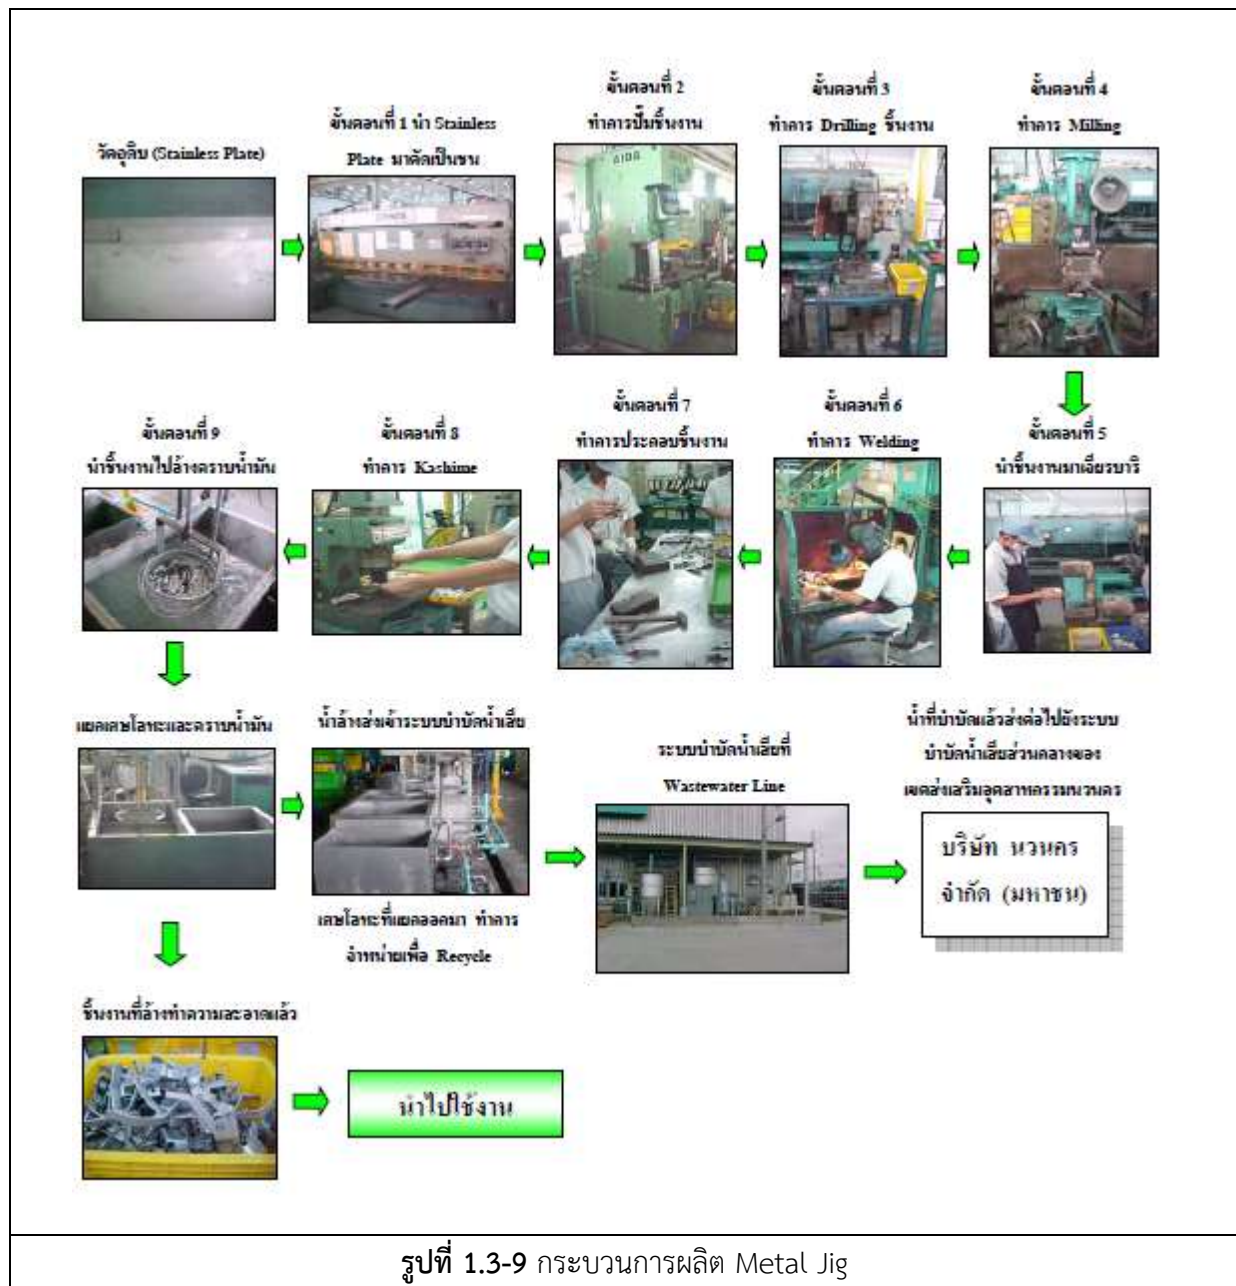 วัตถุดิบ (Stainless Plate)
ขั้นตอนที่ 1 นำ Stainless
Plate มาตัดเป็นชน
ขั้นตอนที่ 2
ทำการปั๊มชิ้นงาน
ขั้นตอนที่ 3
ทำการ Drilling ชิ้นงาน
ขั้นตอนที่ 4
ทำการ Milling
ขั้นตอนที่ 5
นำชิ้นงานมาเจียรบาริ
ขั้นตอนที่ 6
ทำการ Welding
ขั้นตอนที่ 7
ทำการประกอบชิ้นงาน
ขั้นตอนที่ 8
ทำการ Kashime
ขั้นตอนที่ 9
นำชิ้นงานไปล้างคราบน้ำมัน
แยกเศษโลหะและคราบน้ำมัน
น้ำล้างส่งเข้าระบบบำบัดน้ำเสีย
เศษโลหะที่แยกออกมา ทำการ
จำหน่ายเพื่อ Recycle
ระบบบำบัดน้ำเสียที่
Wastewater Line
น้ำที่บำบัดแล้วส่งต่อไปยังระบบ
บำบัดน้ำเสียส่วนกลางของ
เขตส่งเสริมอุตสาหกรรมนวนคร
บริษัท นวนคร
จำกัด (มหาชน)
ชิ้นงานที่ล้างทำความสะอาดแล้ว
นำไปใช้งาน
รูปที่ 1.3-9 กระบวนการผลิต Metal Jig